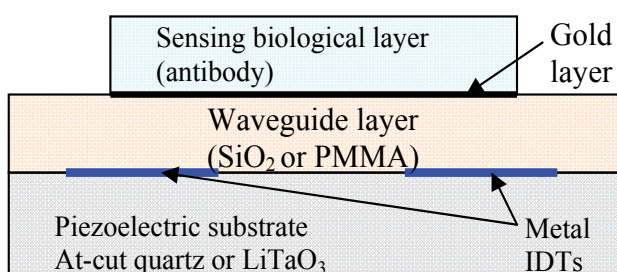 Sensing biological layer
(antibody)
Gold
layer
Waveguide layer
(SiO₂ or PMMA)
Piezoelectric substrate
At-cut quartz or LiTaO₃
Metal
IDTs